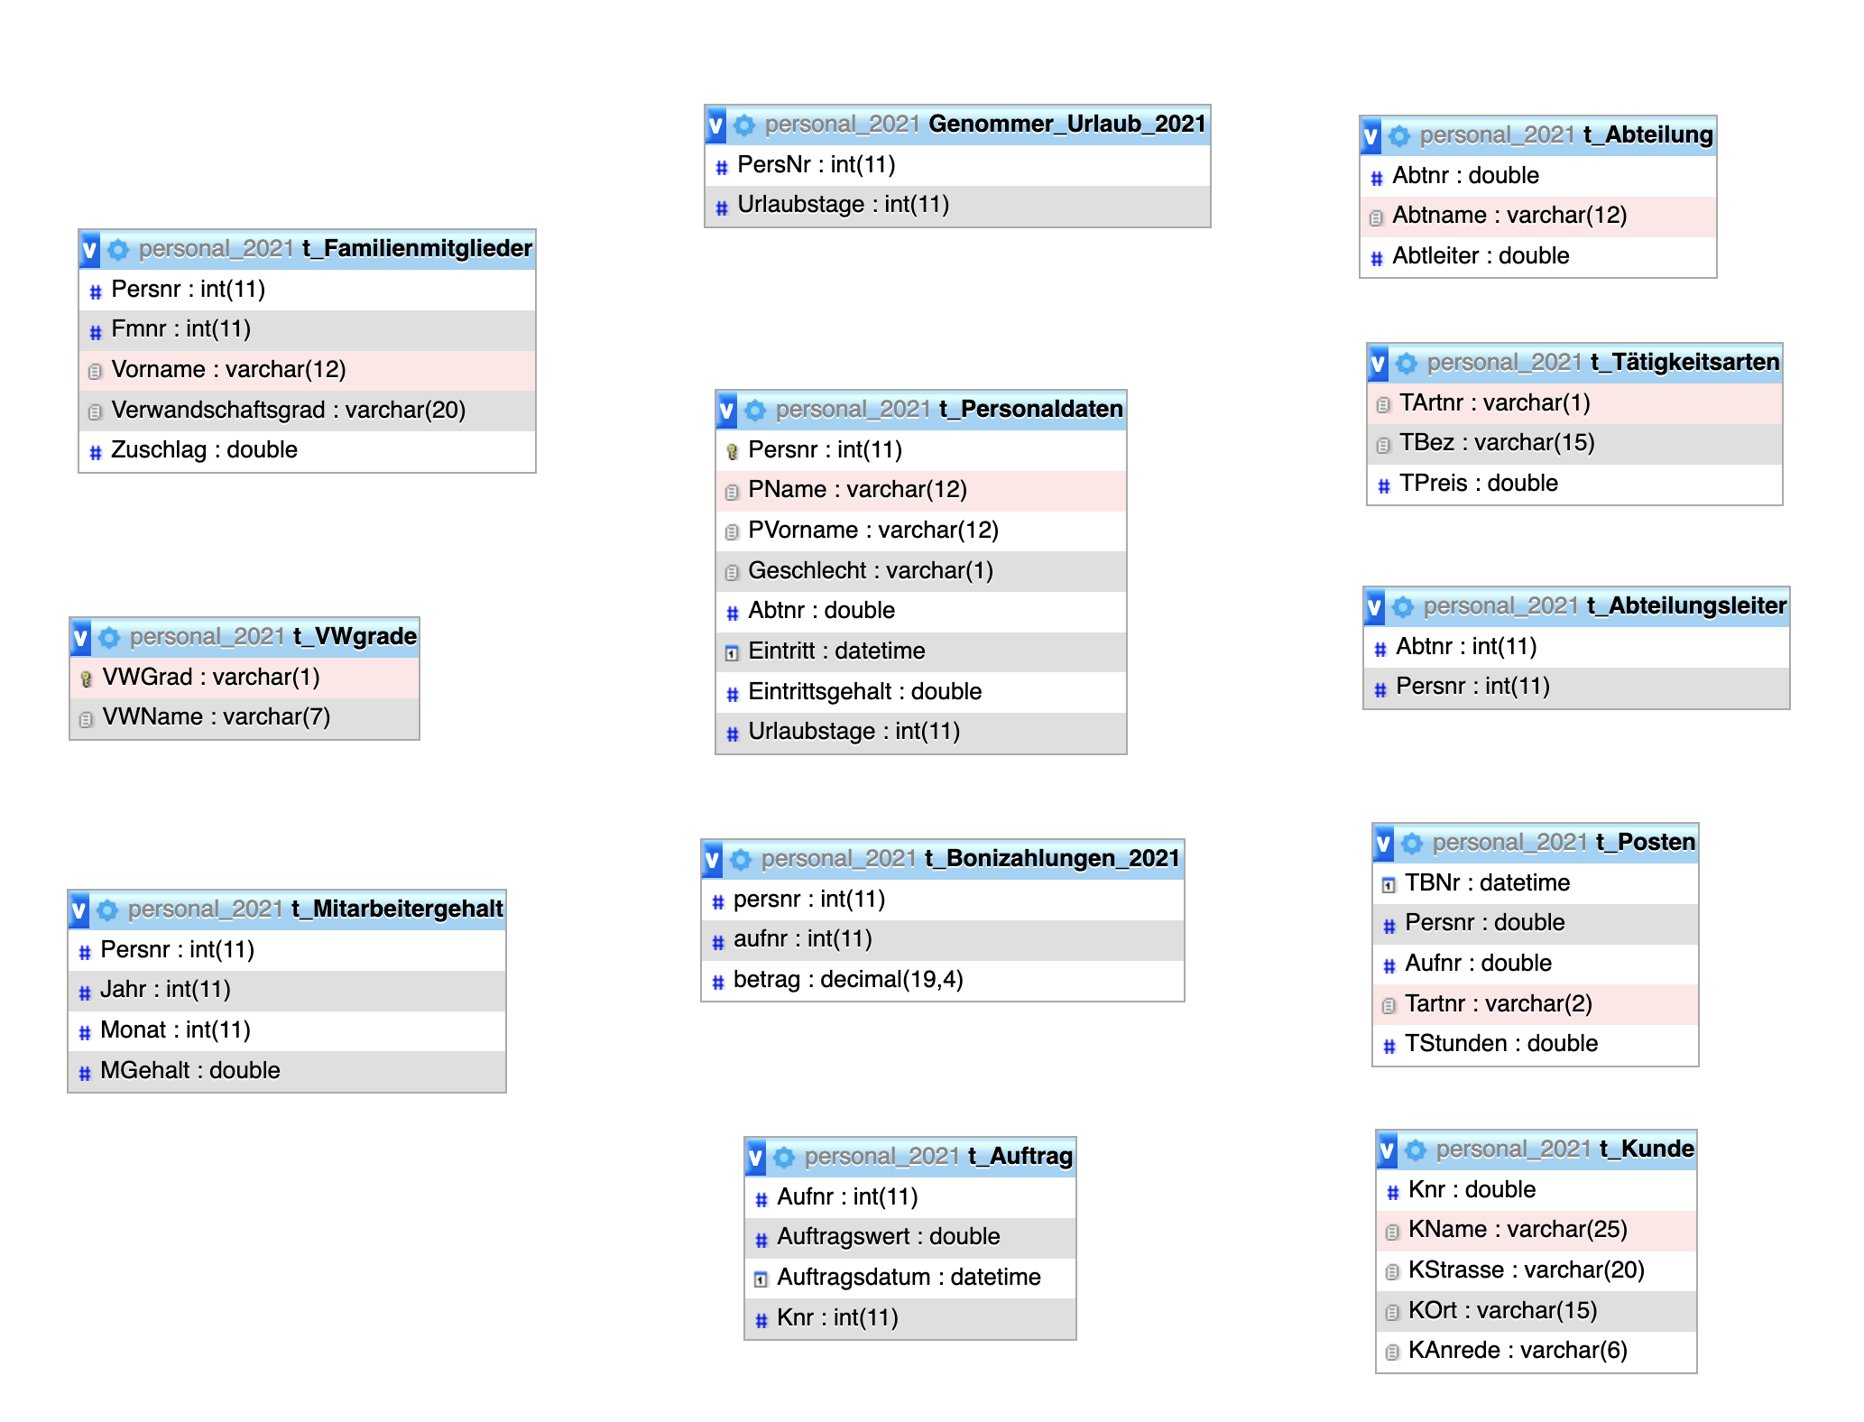 personal_2021 Genommer_Urlaub_2021
PersNr : int(11)
Urlaubstage : int(11)
personal_2021 t_Abteilung
Abtnr : double
Abtname : varchar(12)
Abtleiter : double
personal_2021 t_Familienmitglieder
Persnr : int(11)
Fmnr : int(11)
Vorname : varchar(12)
Verwandschaftsgrad : varchar(20)
Zuschlag : double
personal_2021 t_Tätigkeitsarten
TArtnr : varchar(1)
TBez : varchar(15)
TPreis : double
personal_2021 t_Personaldaten
Persnr : int(11)
PName : varchar(12)
PVorname : varchar(12)
Geschlecht : varchar(1)
Abtnr : double
Eintritt : datetime
Eintrittsgehalt : double
Urlaubstage : int(11)
personal_2021 t_Abteilungsleiter
Abtnr : int(11)
Persnr : int(11)
personal_2021 t_VWgrade
VWGrad : varchar(1)
VWName : varchar(7)
personal_2021 t_Posten
TBNr : datetime
Persnr : double
Aufnr : double
Tartnr : varchar(2)
TStunden : double
personal_2021 t_Bonizahlungen_2021
persnr : int(11)
aufnr : int(11)
betrag : decimal(19,4)
personal_2021 t_Mitarbeitergehalt
Persnr : int(11)
Jahr : int(11)
Monat : int(11)
MGehalt : double
personal_2021 t_Auftrag
Aufnr : int(11)
Auftragswert : double
Auftragsdatum : datetime
Knr : int(11)
personal_2021 t_Kunde
Knr : double
KName : varchar(25)
KStrasse : varchar(20)
KOrt : varchar(15)
KAnrede : varchar(6)